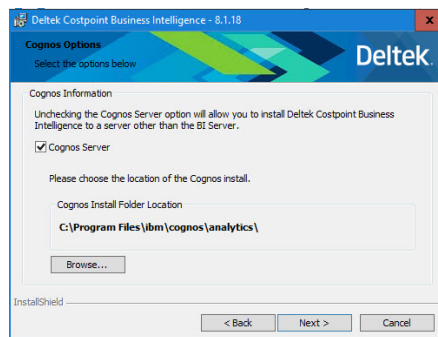 Deltek Costpoint Business Intelligence - 8.1.18
x
Cognos Options
Select the options below
Deltek.
Cognos Information
Unchecking the Cognos Server option will allow you to install Deltek Costpoint Business
Intelligence to a server other than the BI Server.
Cognos Server
Please choose the location of the Cognos install.
Cognos Install Folder Location
C:\Program Files\ibm\cognos\analytics\
Browse...
InstallShield
< Back Next > Cancel